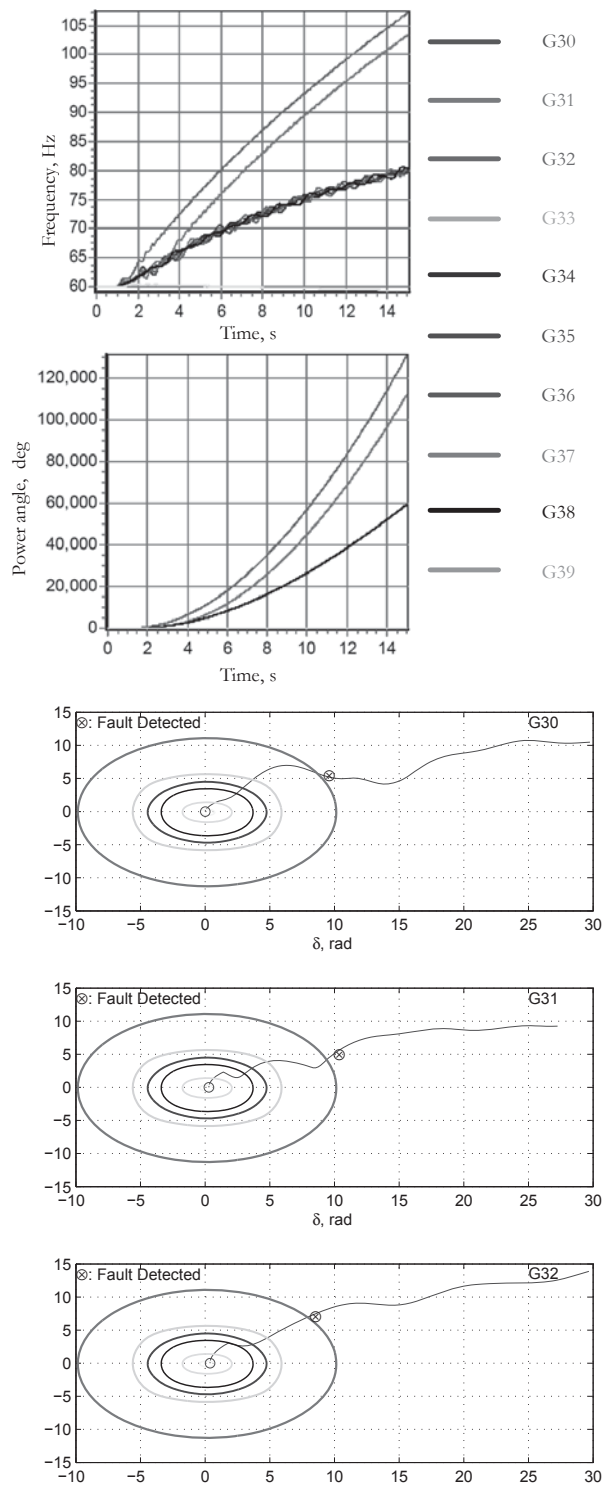 Frequency, Hz
105
100
95
90
85
80
75
70
65
60
0 2 4 6 8 10 12 14
Time, s
G30
G31
G32
G33
G34
G35
G36
G37
G38
G39
Power angle, deg
120,000
100,000
80,000
60,000
40,000
20,000
0
0 2 4 6 8 10 12 14
Time, s
15
10
5
0
−5
−10
−15
⊗: Fault Detected
G30
−10 −5 0 5 10 15 20 25 30
δ, rad
15
10
5
0
−5
−10
−15
⊗: Fault Detected
G31
−10 −5 0 5 10 15 20 25 30
δ, rad
15
10
5
0
−5
−10
−15
⊗: Fault Detected
G32
−10 −5 0 5 10 15 20 25 30